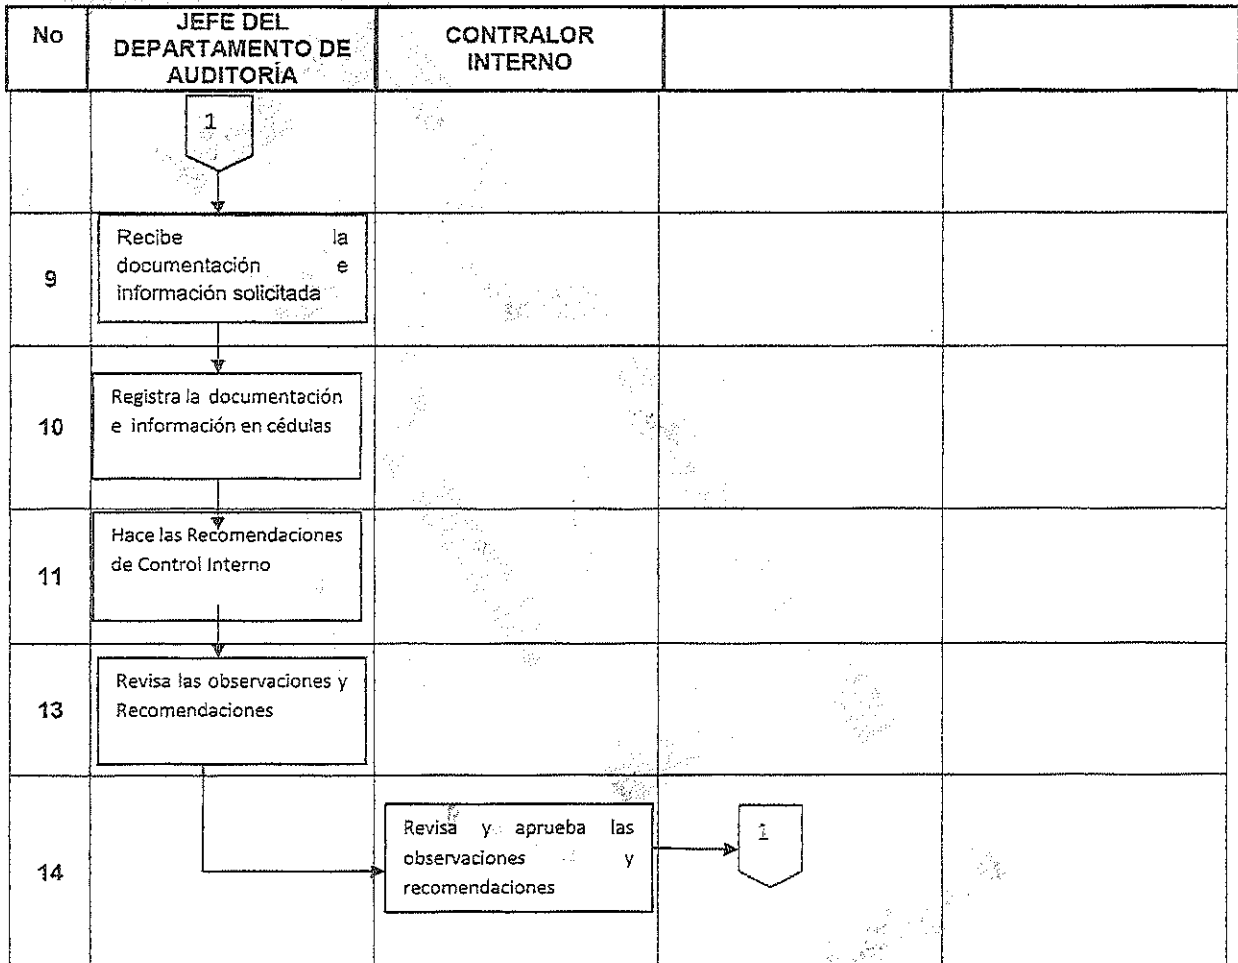 No
JEFE DEL
DEPARTAMENTO DE
AUDITORÍA
CONTRALOR
INTERNO
1
9
Recibe la
documentación e
información solicitada
10
Registra la documentación
e información en cédulas
11
Hace las Recomendaciones
de Control Interno
13
Revisa las observaciones y
Recomendaciones
14
Revisa y aprueba las
observaciones y
recomendaciones
1